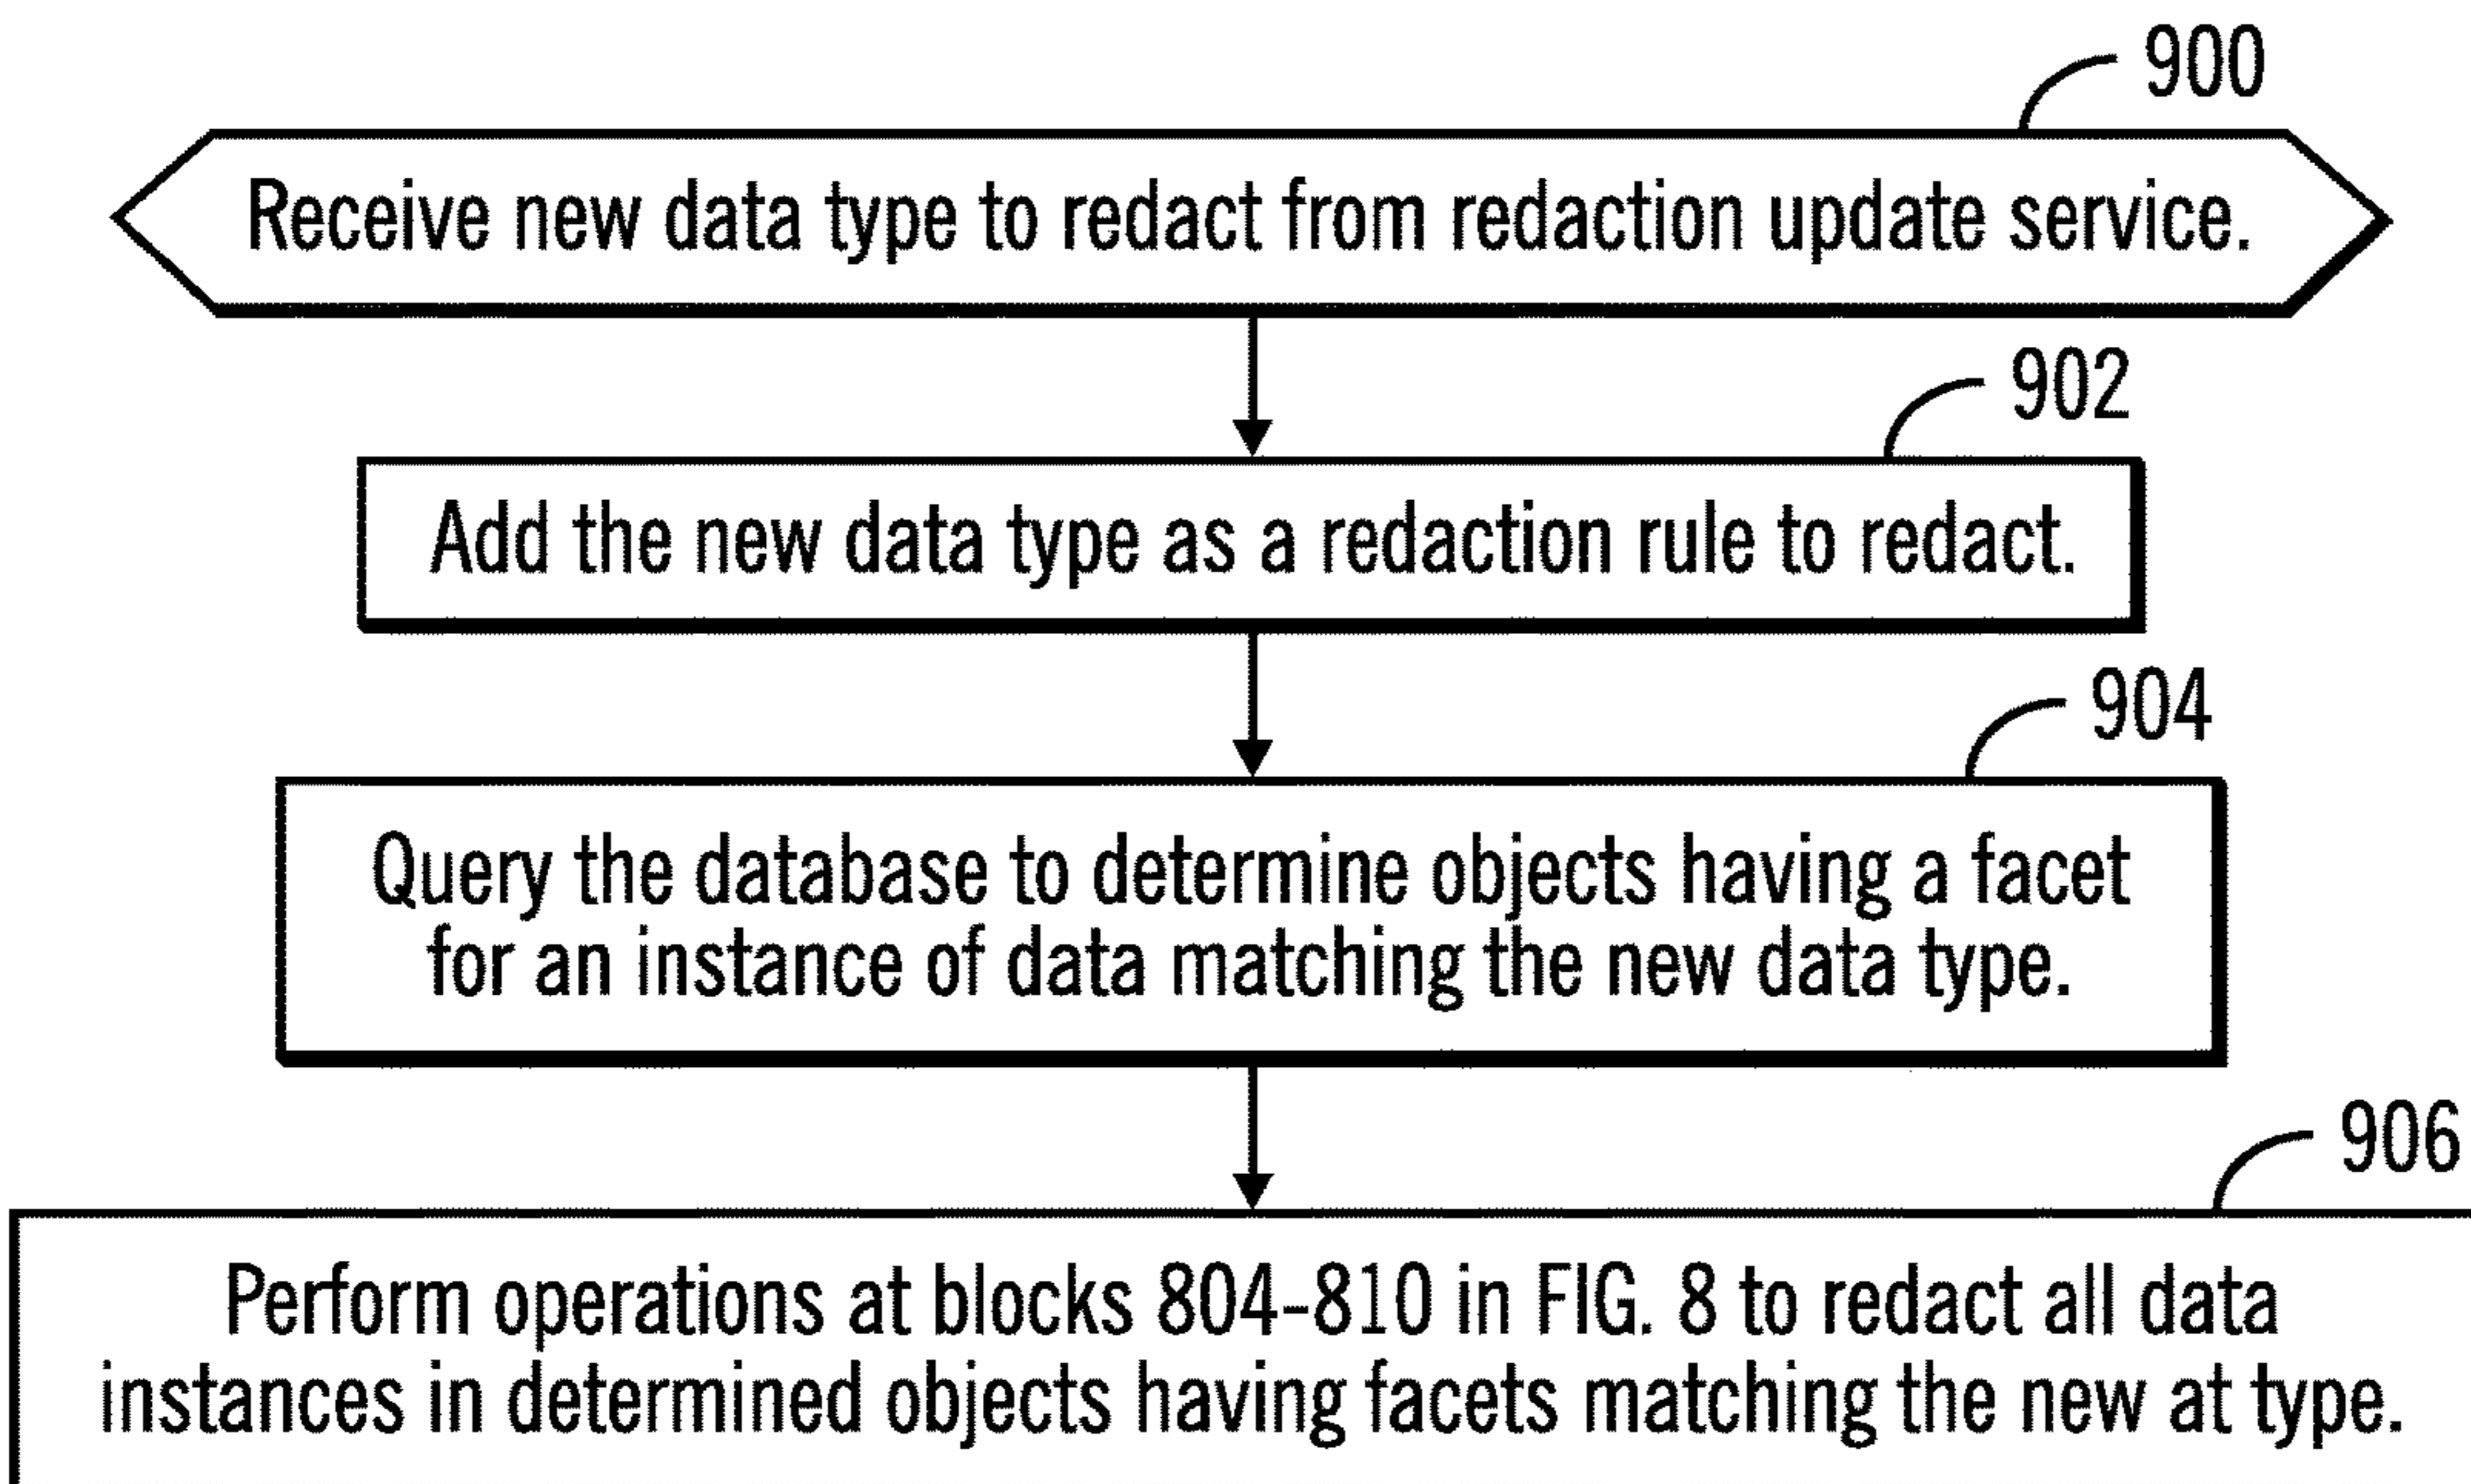 900
Receive new data type to redact from redaction update service.
902
Add the new data type as a redaction rule to redact.
904
Query the database to determine objects having a facet
for an instance of data matching the new data type.
906
Perform operations at blocks 804-810 in FIG. 8 to redact all data
instances in determined objects having facets matching the new at type.